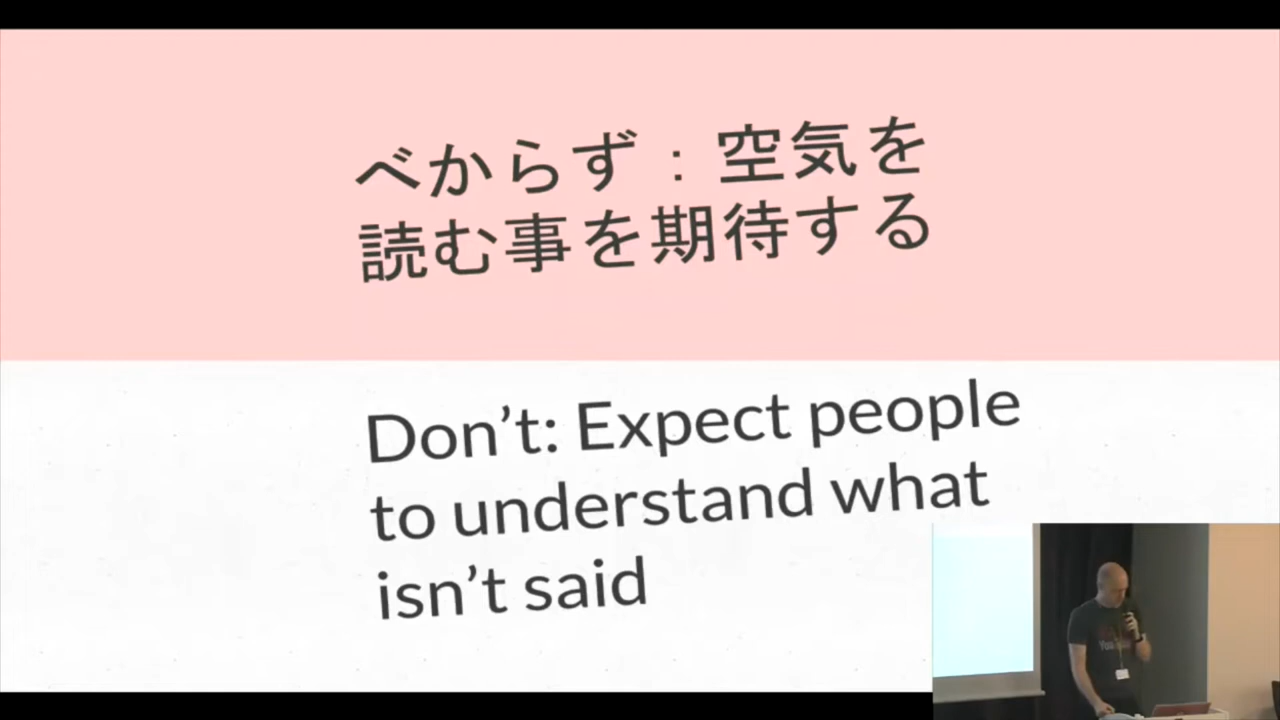 べからず：空気を
読む事を期待する
Don’t: Expect people
to understand what
isn’t said